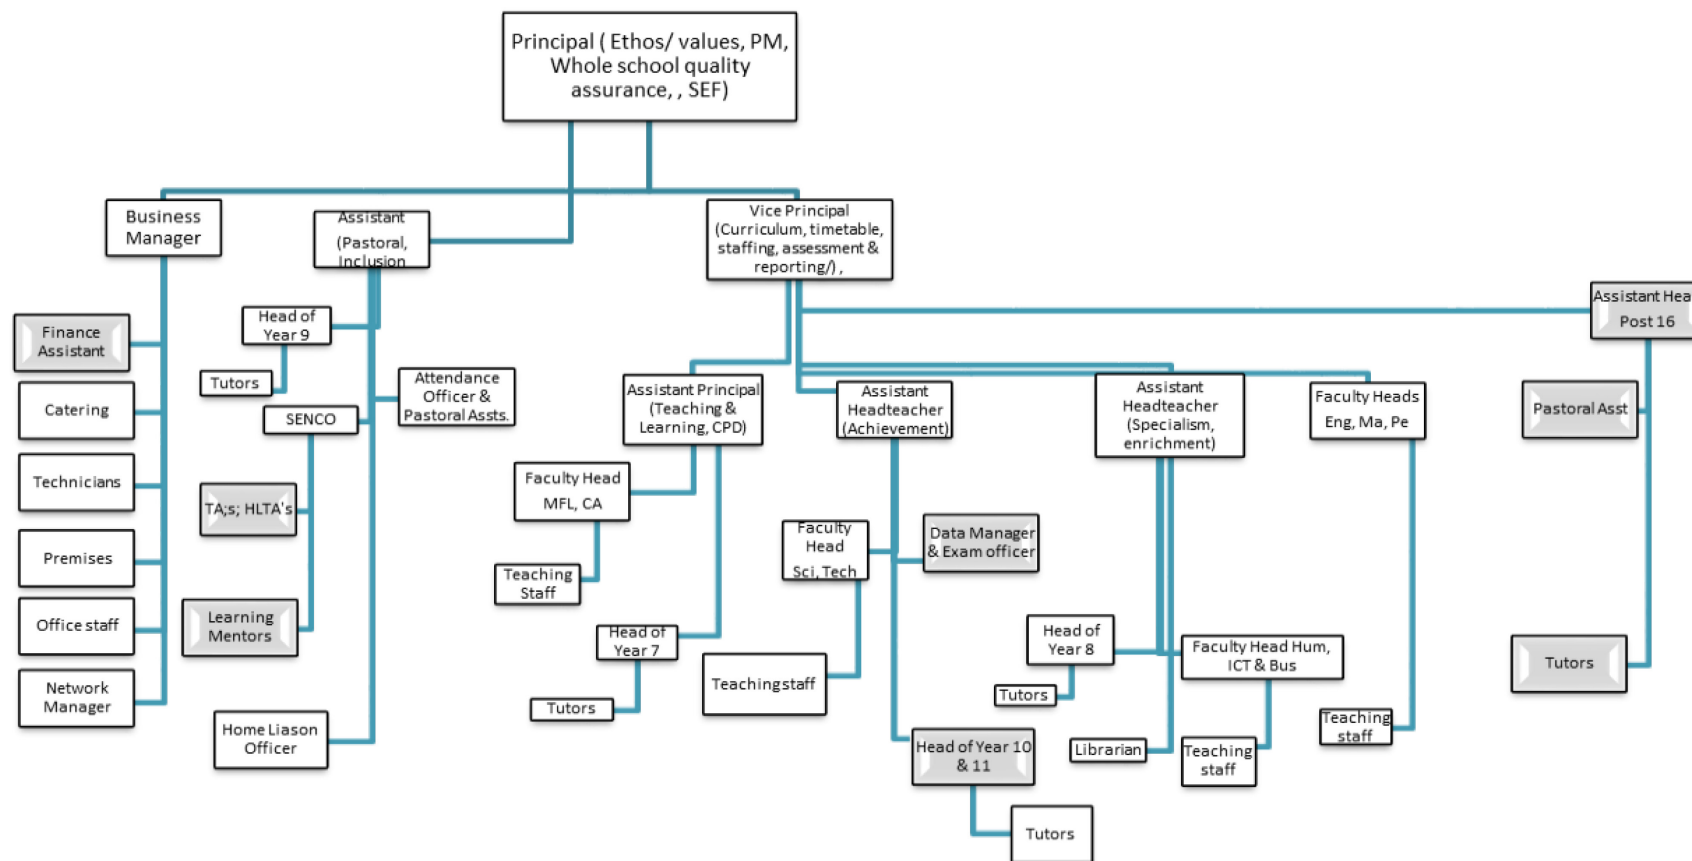 Principal ( Ethos/ values, PM,
Whole school quality
assurance, , SEF)
Business
Manager
Assistant
(Pastoral,
Inclusion
Vice Principal
(Curriculum, timetable,
staffing, assessment &
reporting/) ,
Assistant Hea
Post 16
Finance
Assistant
Catering
Technicians
Premises
Office staff
Network
Manager
Head of
Year 9
Tutors
Attendance
Officer &
Pastoral Assts.
SENCO
TA;s; HLTA's
Learning
Mentors
Home Liason
Officer
Assistant Principal
(Teaching &
Learning, CPD)
Faculty Head
MFL, CA
Teaching
Staff
Head of
Year 7
Tutors
Assistant
Headteacher
(Achievement)
Faculty
Head
Sci, Tech
Teaching staff
Data Manager
& Exam officer
Head of Year 10
& 11
Tutors
Assistant
Headteacher
(Specialism,
enrichment)
Head of
Year 8
Tutors
Faculty Head Hum,
ICT & Bus
Librarian
Teaching
staff
Faculty Heads
Eng, Ma, Pe
Teaching
staff
Pastoral Asst
Tutors